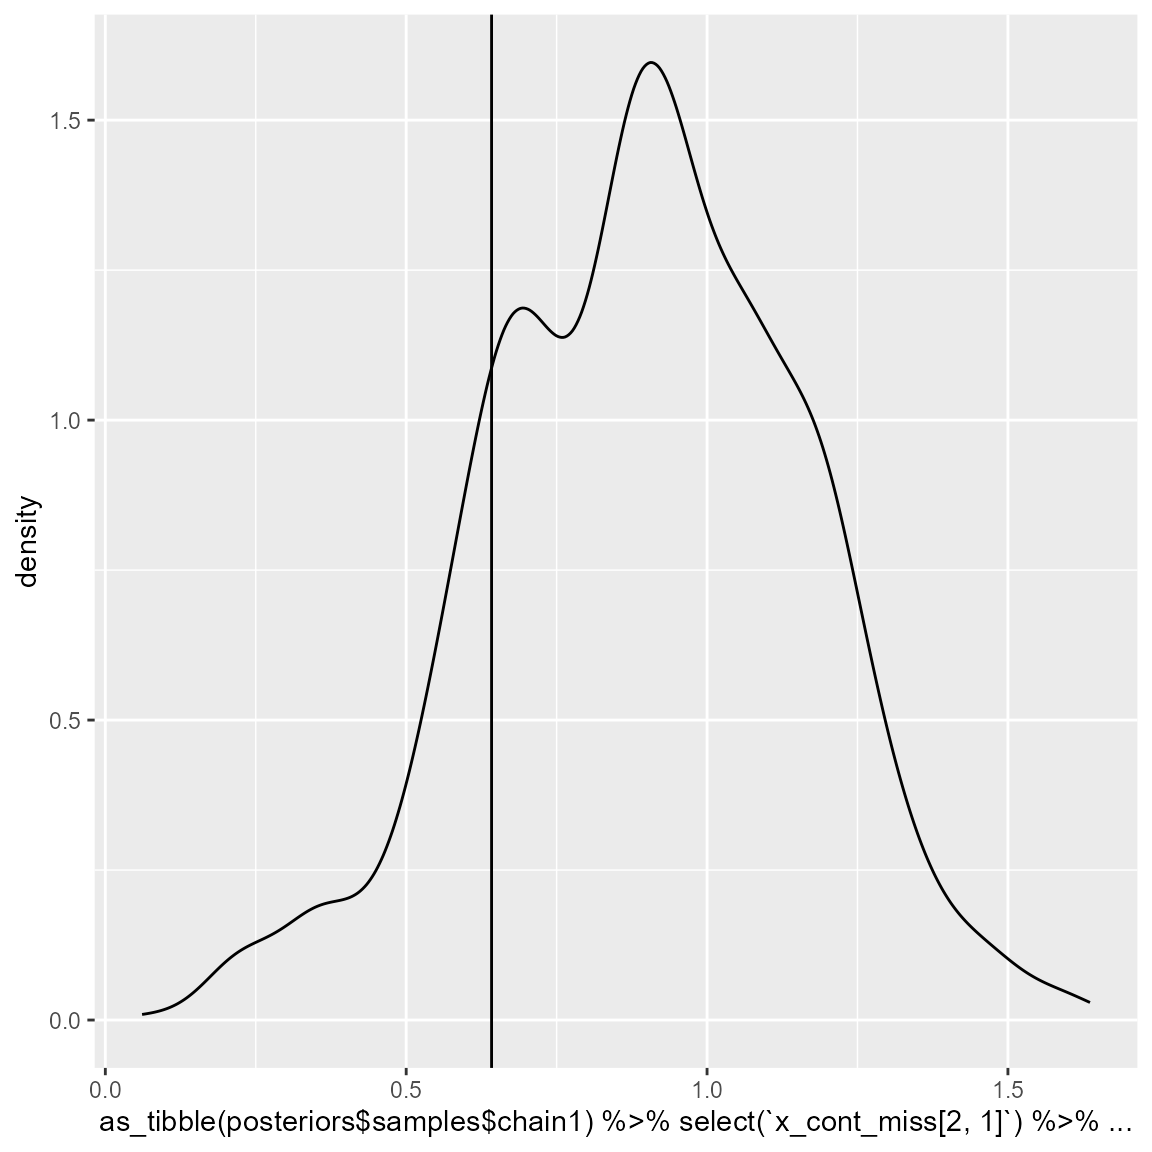 density
1.5
1.0
0.5
0.0
0.0 0.5 1.0 1.5
as_tibble(posteriors$samples$chain1) %>% select(`x_cont_miss[2, 1]`) %>% ...